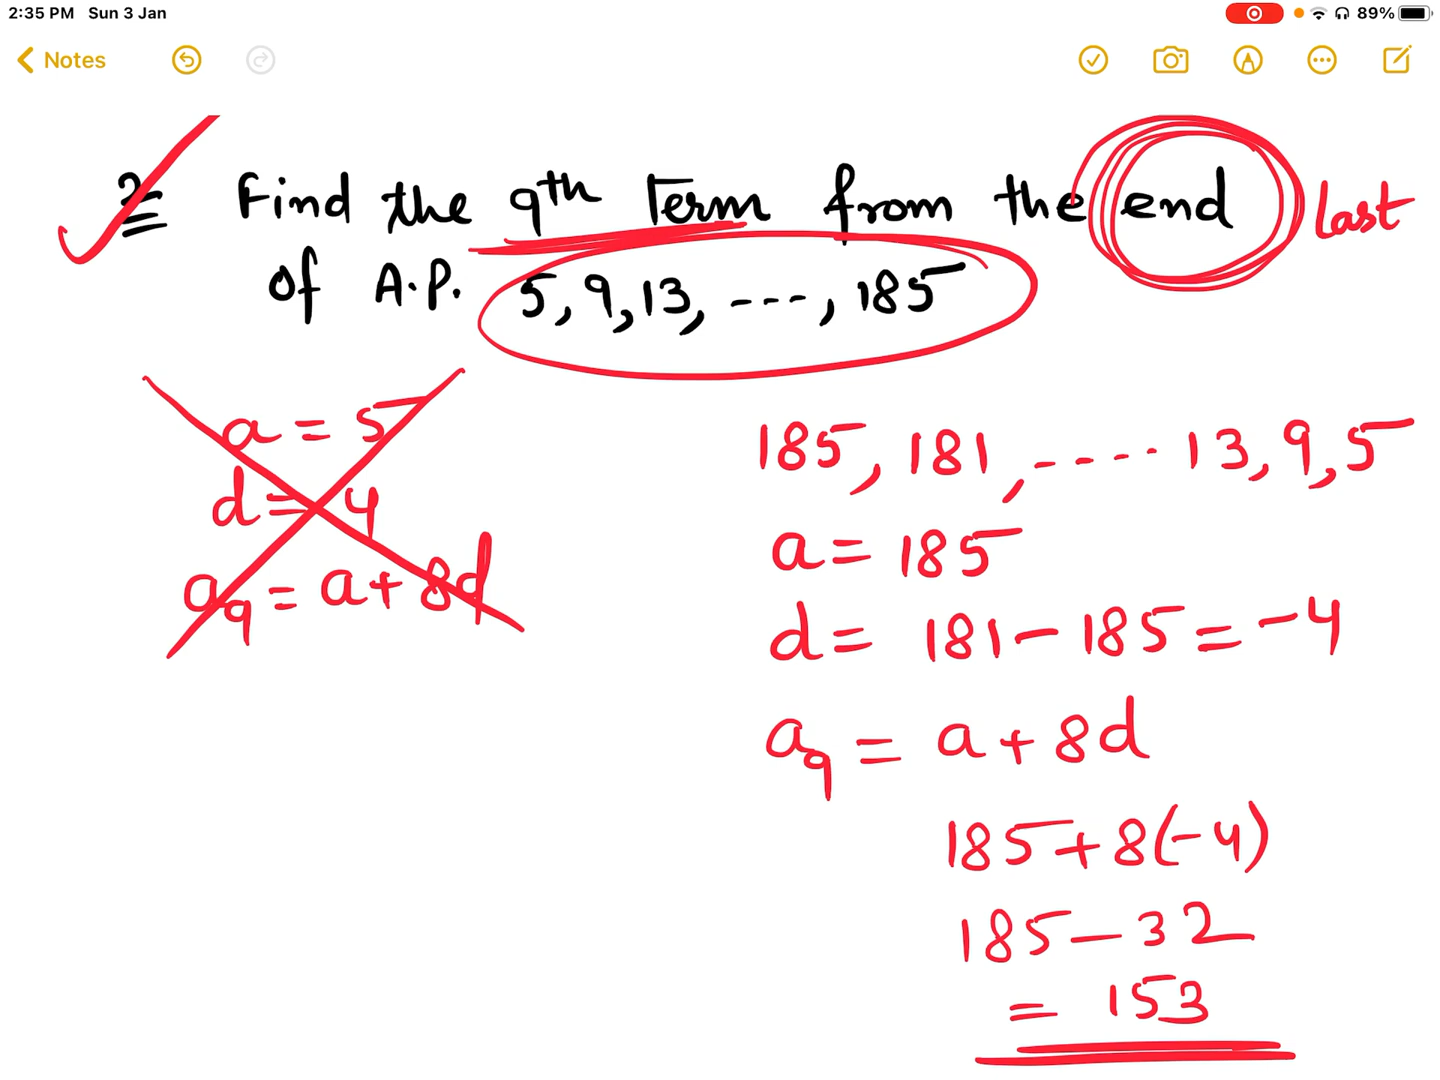 2:35 PM Sun 3 Jan 89%
Notes
2 Find the 9th Term from the end last
of A.P. 5, 9, 13, ----, 185
a = 5
d = 4
a9 = a + 8d
185, 181, ---- 13, 9, 5
a = 185
d = 181 - 185 = -4
a9 = a + 8d
185 + 8(-4)
185 - 32
= 153